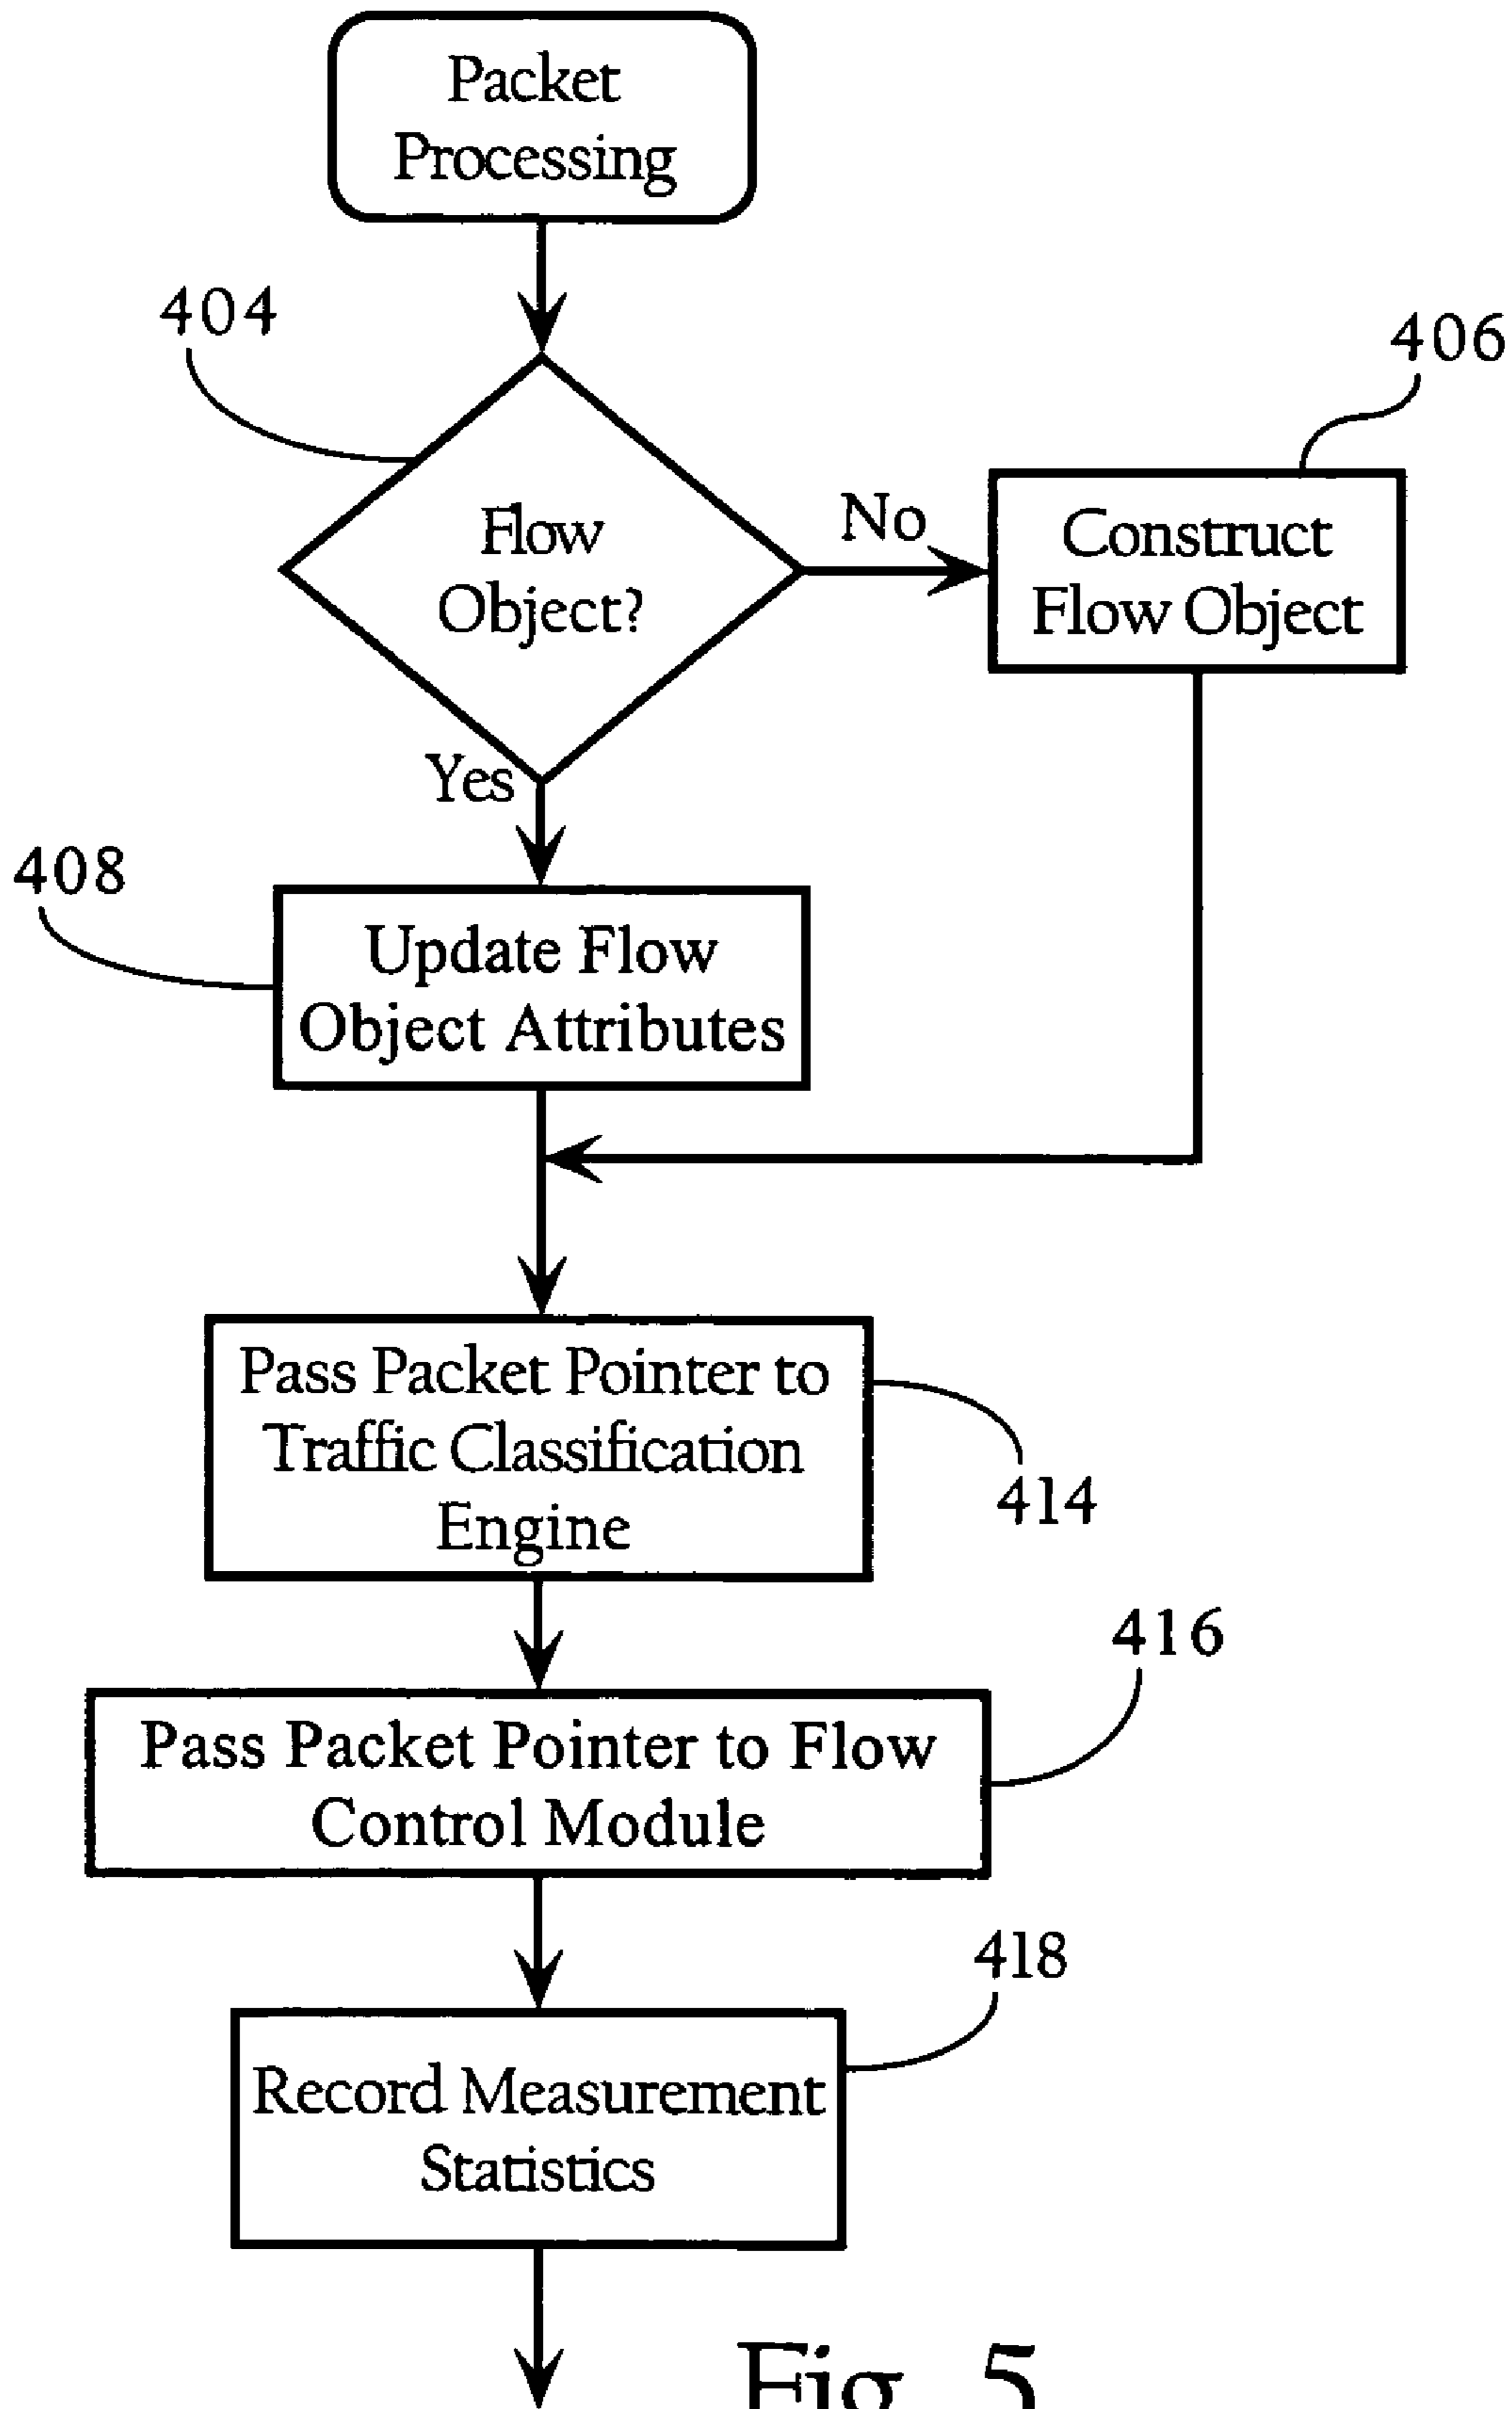 Packet
Processing
404
406
Flow
Object?
No
Construct
Flow Object
Yes
408
Update Flow
Object Attributes
Pass Packet Pointer to
Traffic Classification
Engine
414
416
Pass Packet Pointer to Flow
Control Module
418
Record Measurement
Statistics
Fig. 5